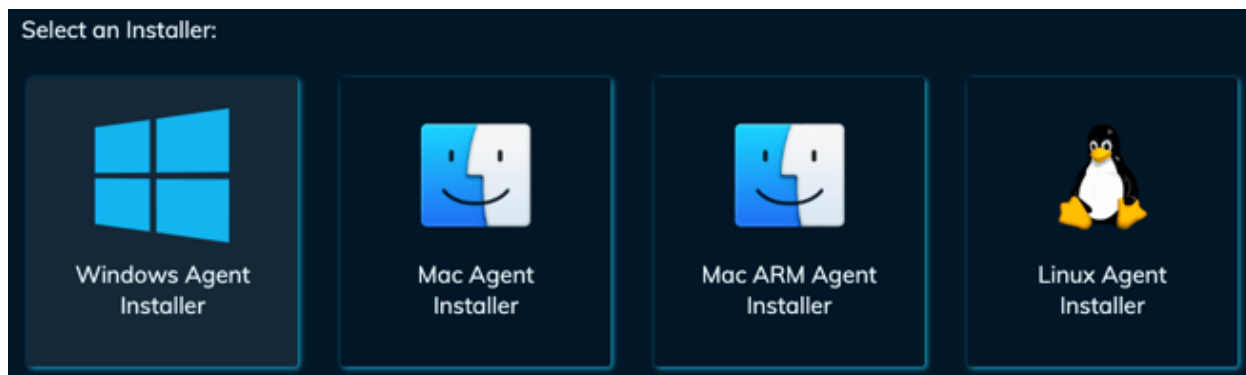 Select an Installer:
Windows Agent
Installer
Mac Agent
Installer
Mac ARM Agent
Installer
Linux Agent
Installer